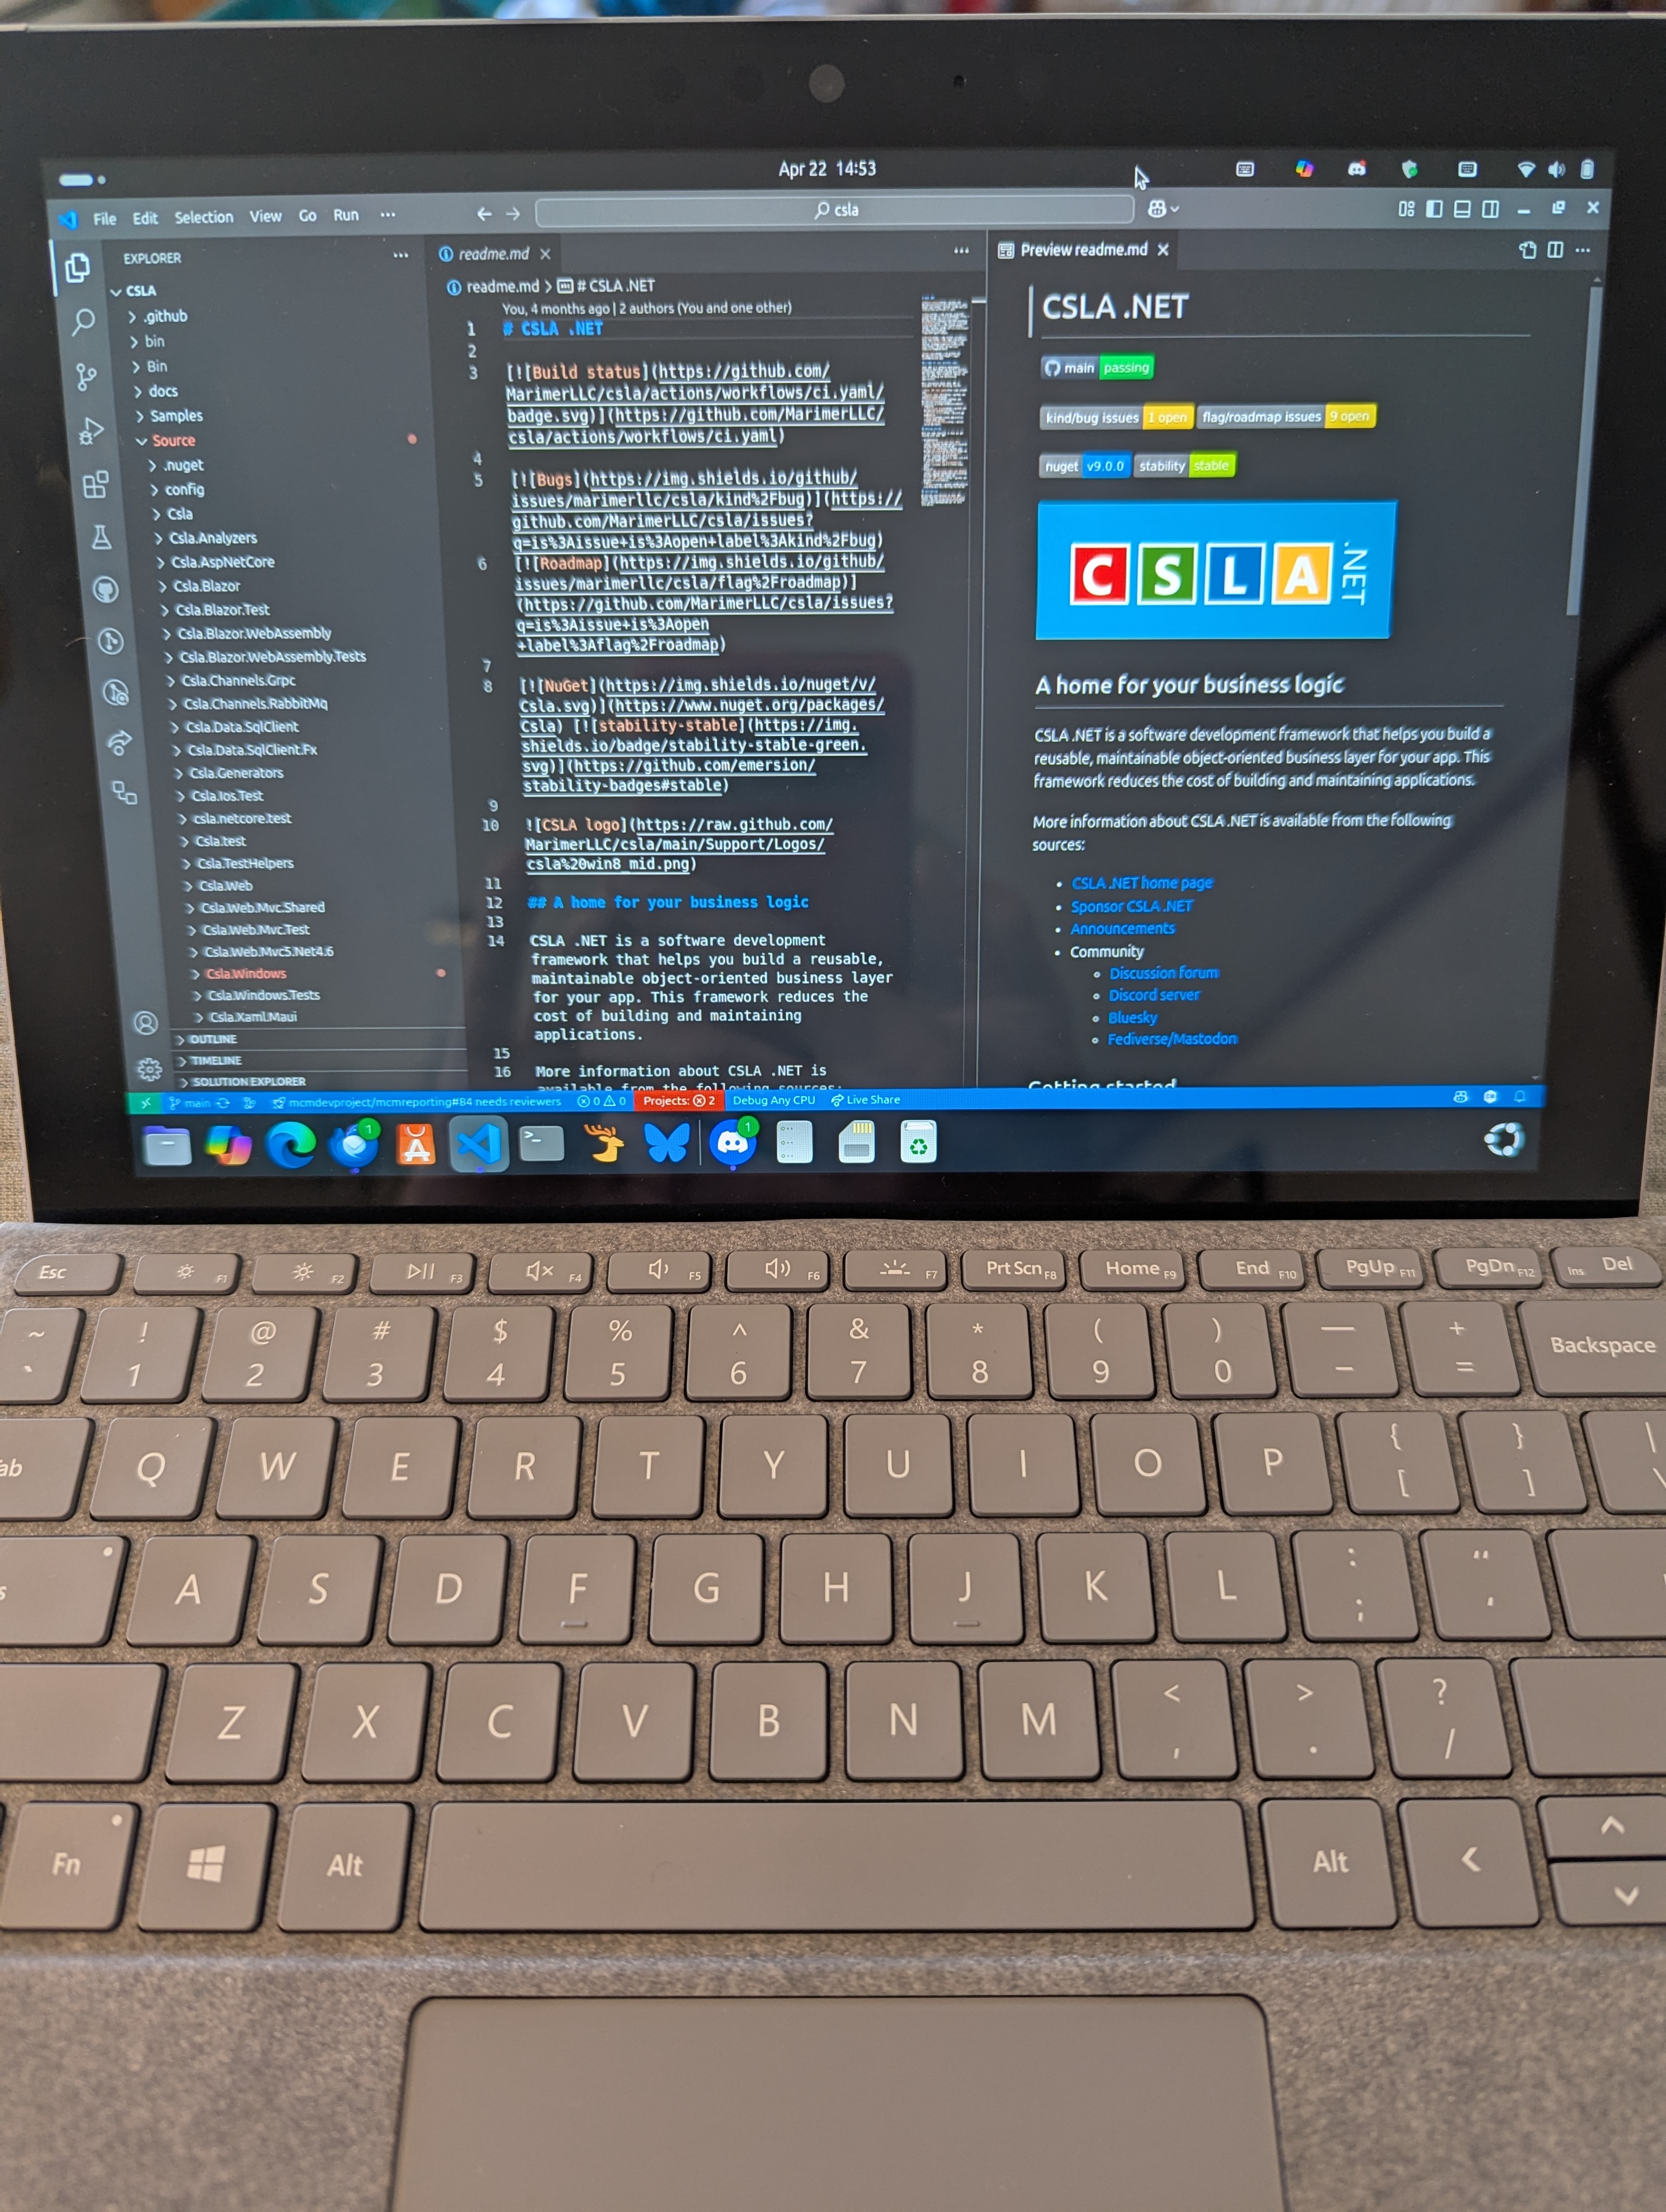 Apr 22 14:53
File Edit Selection View Go Run ···
csla
EXPLORER ···
CSLA
.github
bin
Bin
docs
Samples
Source
.nuget
config
Csla
Csla.Analyzers
Csla.AspNetCore
Csla.Blazor
Csla.Blazor.Test
Csla.Blazor.WebAssembly
Csla.Blazor.WebAssembly.Tests
Csla.Channels.Grpc
Csla.Channels.RabbitMq
Csla.Data.SqlClient
Csla.Data.SqlClient.Fx
Csla.Generators
Csla.Ios.Test
csla.netcore.test
Csla.test
Csla.TestHelpers
Csla.Web
Csla.Web.Mvc.Shared
Csla.Web.Mvc.Test
Csla.Web.Mvc5.Net4.6
Csla.Windows
Csla.Windows.Tests
Csla.Xaml.Maui
OUTLINE
TIMELINE
SOLUTION EXPLORER
readme.md
readme.md > # CSLA .NET
You, 4 months ago | 2 authors (You and one other)
1 # CSLA .NET
2
3 [![Build status](https://github.com/
MarimerLLC/csla/actions/workflows/ci.yaml/
badge.svg)](https://github.com/MarimerLLC/
csla/actions/workflows/ci.yaml)
4
5 [![Bugs](https://img.shields.io/github/
issues/marimerllc/csla/kind%2Fbug)](https://
github.com/MarimerLLC/csla/issues?
q=is%3Aissue+is%3Aopen+label%3Akind%2Fbug)
6 [![Roadmap](https://img.shields.io/github/
issues/marimerllc/csla/flag%2Froadmap)]
(https://github.com/MarimerLLC/csla/issues?
q=is%3Aissue+is%3Aopen
+label%3Aflag%2Froadmap)
7
8 [![NuGet](https://img.shields.io/nuget/v/
Csla.svg)](https://www.nuget.org/packages/
Csla) [![stability-stable](https://img.
shields.io/badge/stability-stable-green.
svg)](https://github.com/emersion/
stability-badges#stable)
9
10 ![CSLA logo](https://raw.github.com/
MarimerLLC/csla/main/Support/Logos/
csla%20win8_mid.png)
11
12 ## A home for your business logic
13
14 CSLA .NET is a software development
framework that helps you build a reusable,
maintainable object-oriented business layer
for your app. This framework reduces the
cost of building and maintaining
applications.
15
16 More information about CSLA .NET is
available from the following sources:
Preview readme.md
CSLA .NET
main passing
kind/bug issues 1 open flag/roadmap issues 9 open
nuget v9.0.0 stability stable
CSLA .NET
A home for your business logic
CSLA .NET is a software development framework that helps you build a
reusable, maintainable object-oriented business layer for your app. This
framework reduces the cost of building and maintaining applications.
More information about CSLA .NET is available from the following
sources:
• CSLA .NET home page
• Sponsor CSLA .NET
• Announcements
• Community
◦ Discussion forum
◦ Discord server
◦ Bluesky
◦ Fediverse/Mastodon
Getting started
main mcmdevproject/mcmreporting#84 needs reviewers 0 0 Projects: 2 Debug Any CPU Live Share
1 1
Esc F1 F2 F3 F4 F5 F6 F7 PrtScn F8 Home F9 End F10 PgUp F11 PgDn F12 Ins Del
~ ! @ # $ % ^ & * ( ) — +
` 1 2 3 4 5 6 7 8 9 0 - = Backspace
Q W E R T Y U I O P { [ } ] | \
A S D F G H J K L : ; " '
Z X C V B N M < , > . ? /
Fn Alt Alt